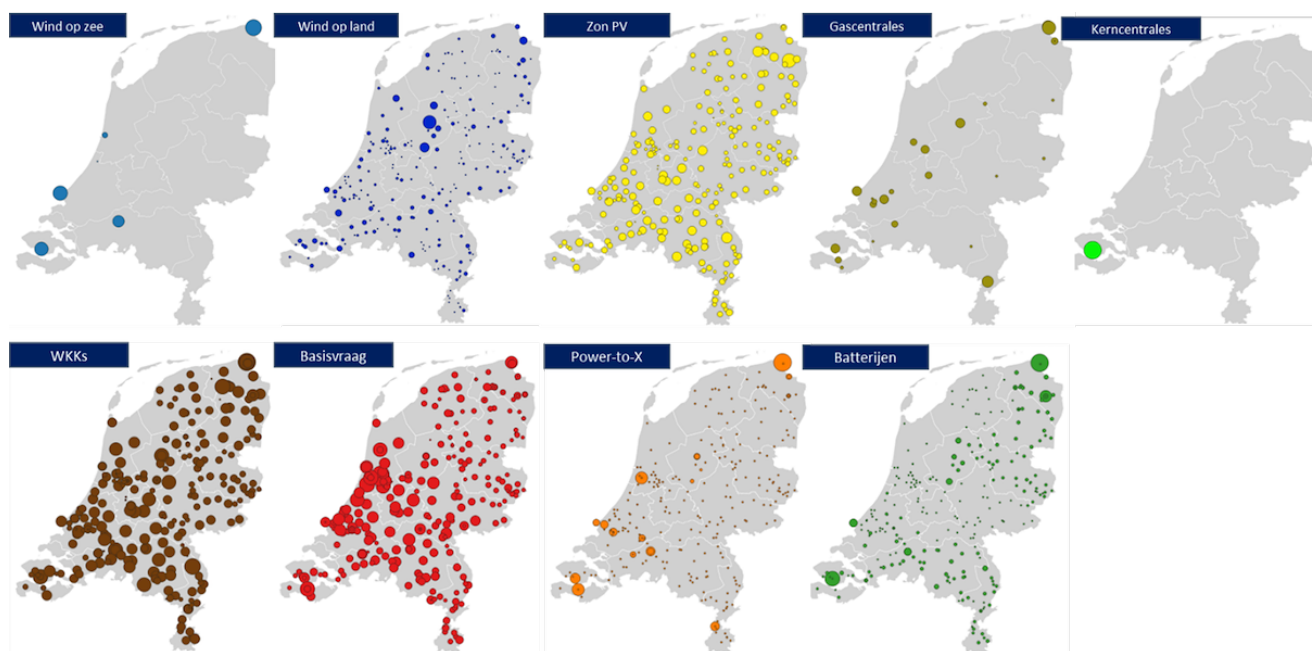 Wind op zee
Wind op land
Zon PV
Gascentrales
Kerncentrales
WKKs
Basisvraag
Power-to-X
Batterijen